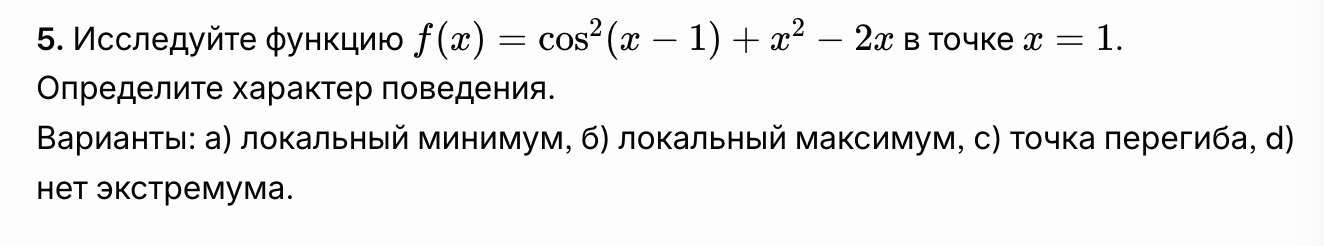 5. Исследуйте функцию f(x) = cos²(x − 1) + x² − 2x в точке x = 1.
Определите характер поведения.
Варианты: a) локальный минимум, б) локальный максимум, c) точка перегиба, d)
нет экстремума.